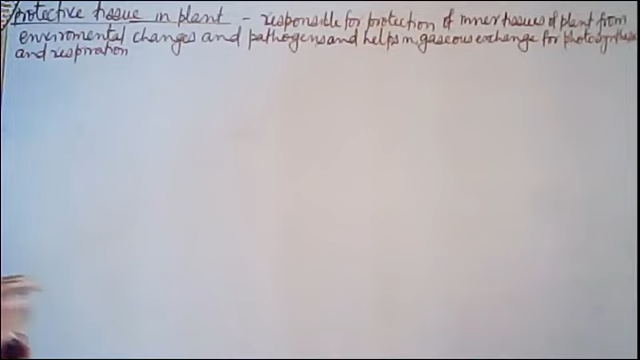 protective tissue in plant - responsible for protection of inner tissues of plant from
enviromental changes and pathogens and helps in gaseous exchange for photosynthesis
and respiration